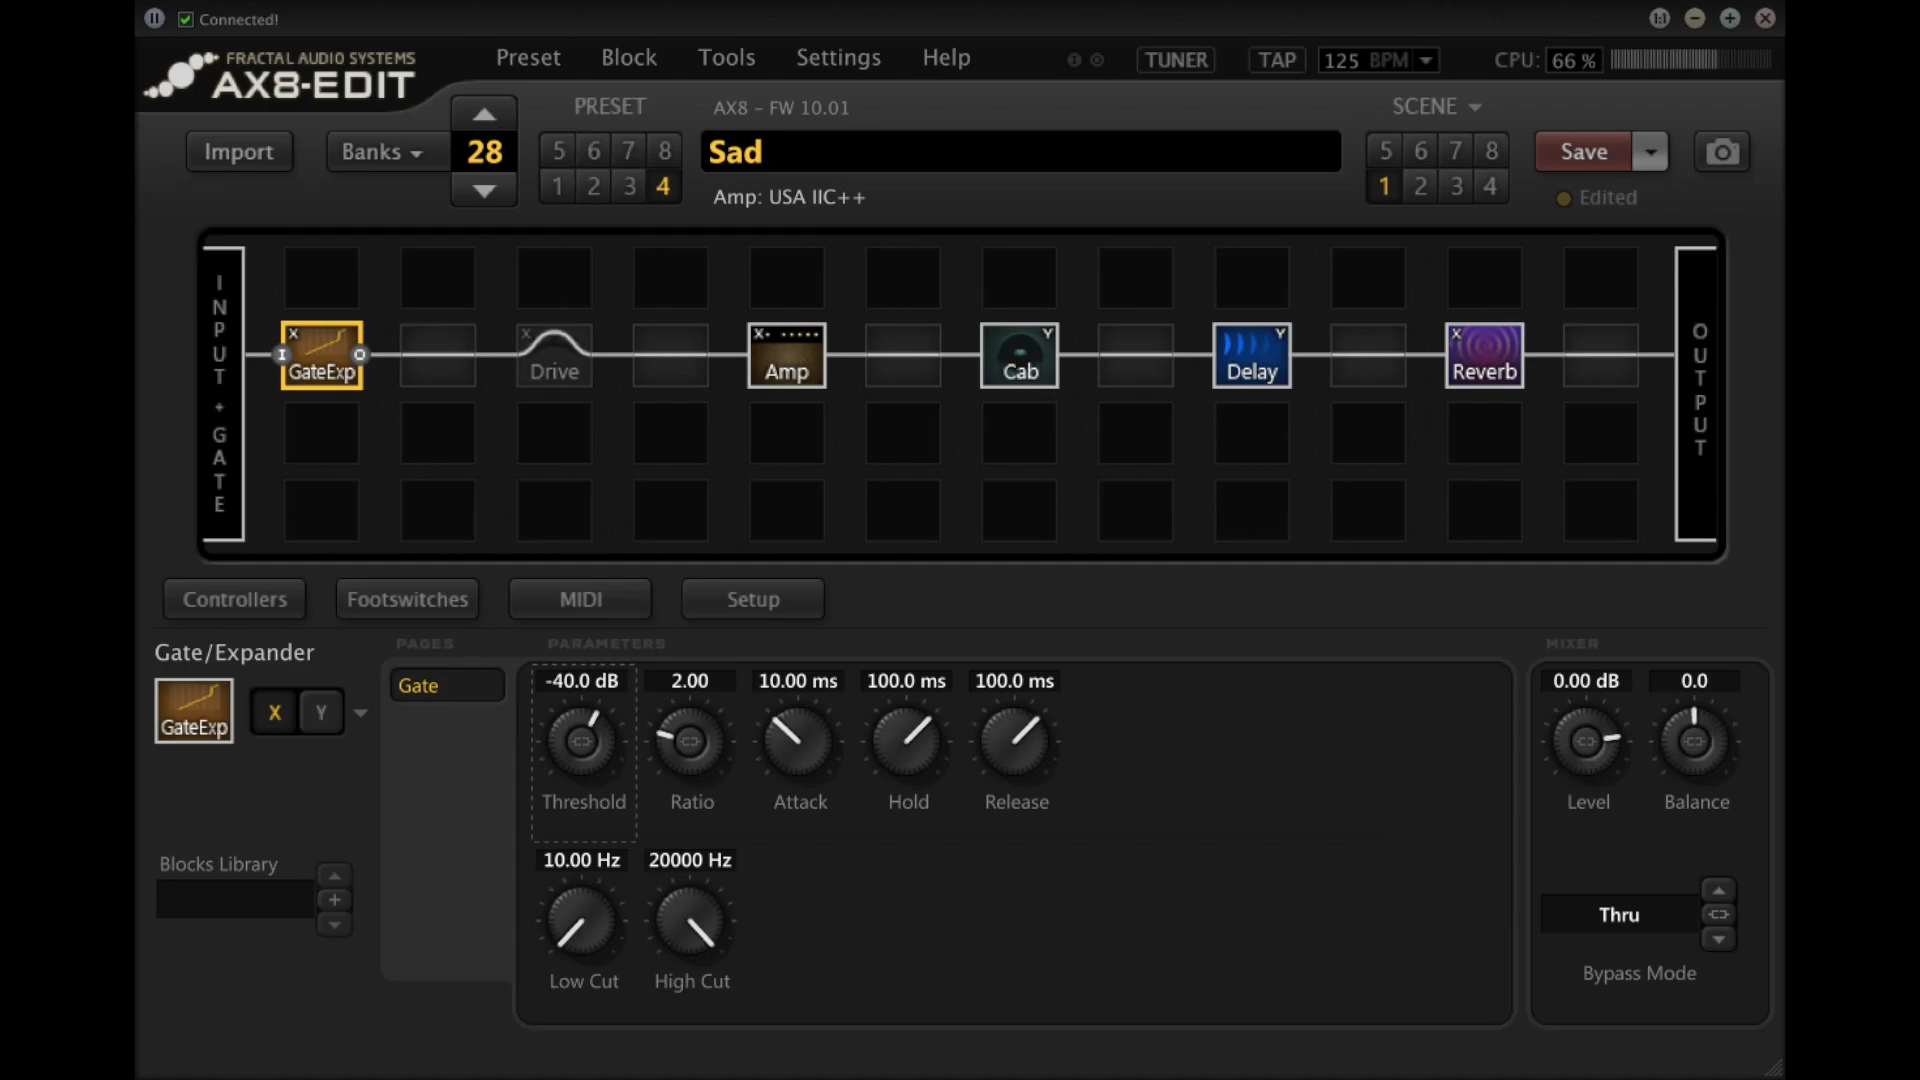 Connected!
FRACTAL AUDIO SYSTEMS
AX8-EDIT
Preset Block Tools Settings Help
TUNER TAP 125 BPM CPU: 66 %
PRESET AX8 - FW 10.01 SCENE
Import Banks 28 5 6 7 8 Sad 5 6 7 8 Save
1 2 3 4 Amp: USA IIC++ 1 2 3 4 Edited
INPUT + GATE
X GateExp
X Drive
X Amp
Y Cab
Y Delay
X Reverb
OUTPUT
Controllers Footswitches MIDI Setup
Gate/Expander
GateExp X Y
Blocks Library
PAGES
Gate
PARAMETERS
-40.0 dB 2.00 10.00 ms 100.0 ms 100.0 ms
Threshold Ratio Attack Hold Release
10.00 Hz 20000 Hz
Low Cut High Cut
MIXER
0.00 dB 0.0
Level Balance
Thru
Bypass Mode